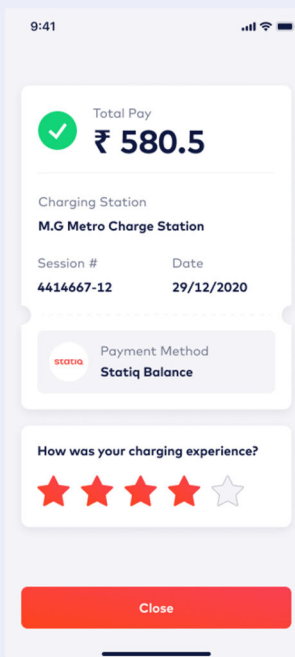 9:41
Total Pay
₹ 580.5
Charging Station
M.G Metro Charge Station
Session #
Date
4414667-12
29/12/2020
statiq
Payment Method
Statiq Balance
How was your charging experience?
Close